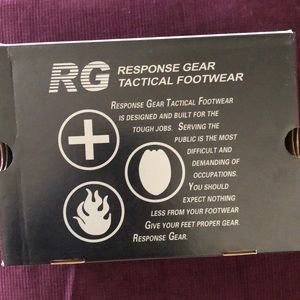 RG RESPONSE GEAR
TACTICAL FOOTWEAR
RESPONSE GEAR TACTICAL FOOTWEAR
IS DESIGNED AND BUILT FOR THE
TOUGH JOBS. SERVING THE
PUBLIC IS THE MOST
DIFFICULT AND
DEMANDING OF
OCCUPATIONS.
YOU SHOULD
EXPECT NOTHING
LESS FROM YOUR FOOTWEAR
GIVE YOUR FEET PROPER GEAR.
RESPONSE GEAR.